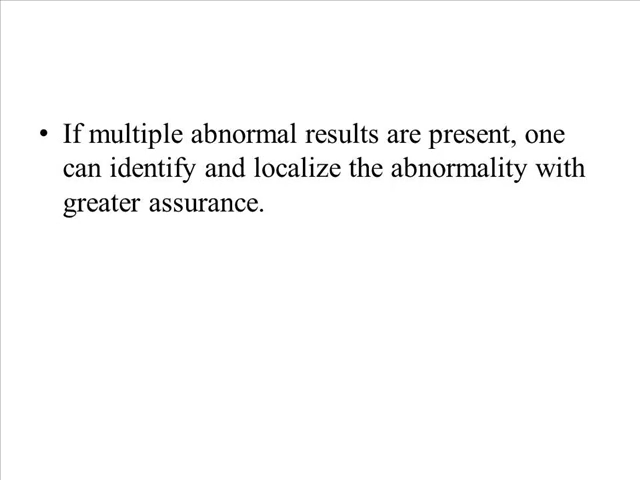 • If multiple abnormal results are present, one
can identify and localize the abnormality with
greater assurance.